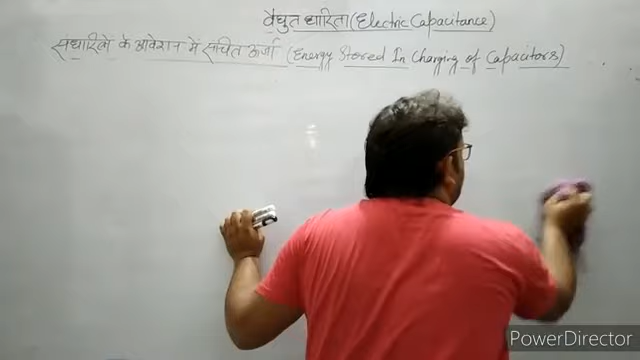 वैद्युत धारिता (Electric Capacitance)
संधारित्रों के आवेशन में संचित ऊर्जा (Energy Stored In Charging of Capacitors)
PowerDirector